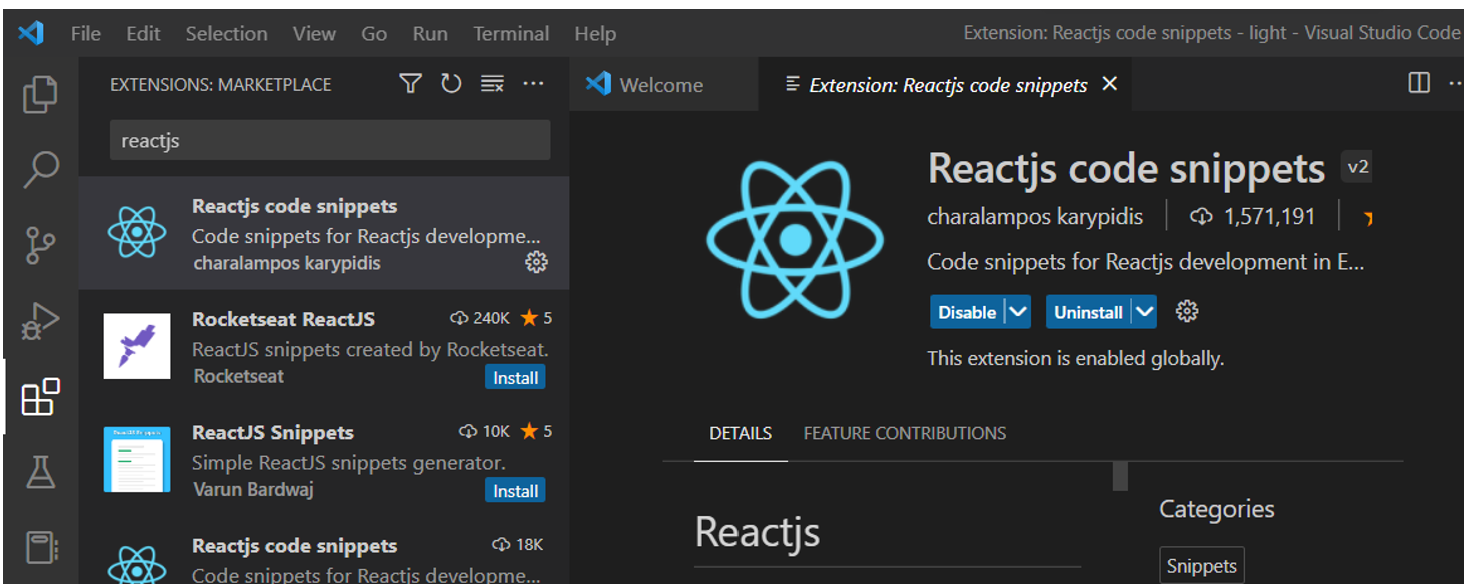 File Edit Selection View Go Run Terminal Help Extension: Reactjs code snippets - light - Visual Studio Code
EXTENSIONS: MARKETPLACE
reactjs
Reactjs code snippets
Code snippets for Reactjs developme...
charalampos karypidis
Rocketseat ReactJS 240K 5
ReactJS snippets created by Rocketseat.
Rocketseat Install
ReactJS Snippets 10K 5
Simple ReactJS snippets generator.
Varun Bardwaj Install
Reactjs code snippets 18K
Code snippets for Reactjs developme...
Welcome Extension: Reactjs code snippets
Reactjs code snippets v2
charalampos karypidis 1,571,191
Code snippets for Reactjs development in E...
Disable Uninstall
This extension is enabled globally.
DETAILS FEATURE CONTRIBUTIONS
Reactjs
Categories
Snippets